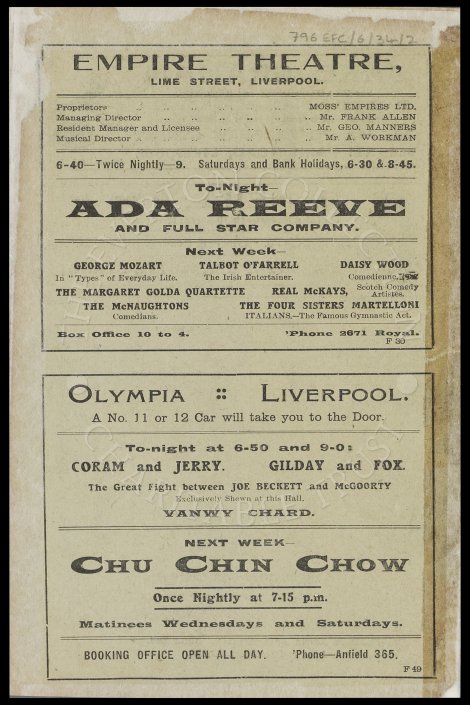 796 EFC/6/34/2
EMPIRE THEATRE,
LIME STREET, LIVERPOOL.
Proprietors .. .. .. .. .. .. MOSS' EMPIRES LTD.
Managing Director .. .. .. .. .. Mr. FRANK ALLEN
Resident Manager and Licensee .. .. .. Mr. GEO. MANNERS
Musical Director .. .. .. .. .. .. Mr. A. WORKMAN
6-40—Twice Nightly—9. Saturdays and Bank Holidays, 6-30 & 8-45.
To-Night—
ADA REEVE
AND FULL STAR COMPANY.
Next Week—
GEORGE MOZART TALBOT O'FARRELL DAISY WOOD
In "Types" of Everyday Life. The Irish Entertainer. Comedienne.
THE MARGARET GOLDA QUARTETTE REAL McKAYS, Scotch Comedy Artistes.
THE McNAUGHTONS THE FOUR SISTERS MARTELLONI
Comedians. ITALIANS,—The Famous Gymnastic Act.
Box Office 10 to 4. 'Phone 2671 Royal.
F 30
OLYMPIA :: LIVERPOOL.
A No. 11 or 12 Car will take you to the Door.
To-night at 6-50 and 9-0:
CORAM and JERRY. GILDAY and FOX.
The Great Fight between JOE BECKETT and McGOORTY
Exclusively Shewn at this Hall.
VANWY CHARD.
NEXT WEEK—
CHU CHIN CHOW
Once Nightly at 7-15 p.m.
Matinees Wednesdays and Saturdays.
BOOKING OFFICE OPEN ALL DAY. 'Phone—Anfield 365.
F 49